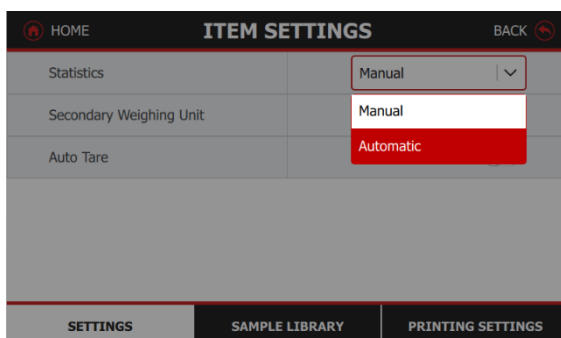 HOME
ITEM SETTINGS
BACK
Statistics
Manual
Manual
Secondary Weighing Unit
Automatic
Auto Tare
SETTINGS
SAMPLE LIBRARY
PRINTING SETTINGS